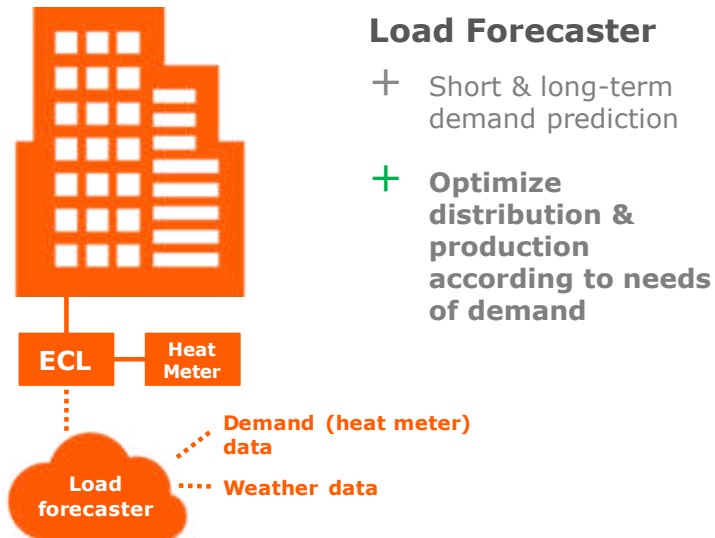 Load Forecaster
+ Short & long-term
demand prediction
+ Optimize
distribution &
production
according to needs
of demand
ECL
Heat
Meter
Demand (heat meter)
data
Load
forecaster
Weather data